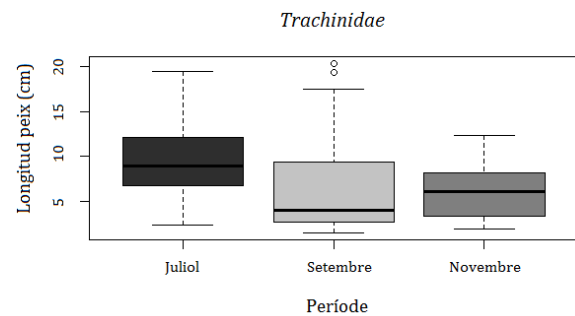 Trachinidae
Longitud peix (cm)
20
15
10
5
Juliol
Setembre
Novembre
Període